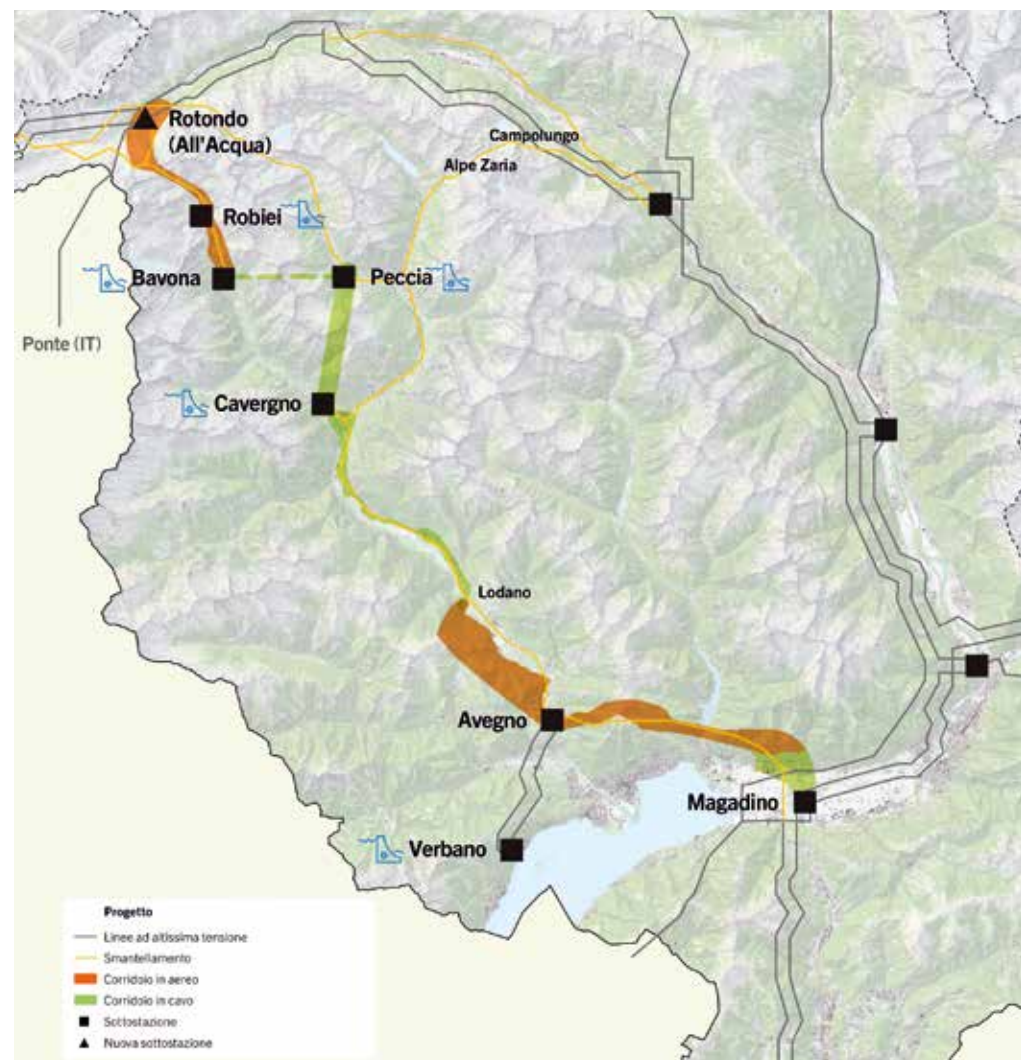 Rotondo
(All'Acqua)
Campolungo
Alpe Zaria
Robiei
Bavona
Peccia
Ponte (IT)
Cavergno
Lodano
Avegno
Magadino
Verbano
Progetto
Linee ad altissima tensione
Smantellamento
Corridoio in aereo
Corridoio in cavo
Sottostazione
Nuova sottostazione